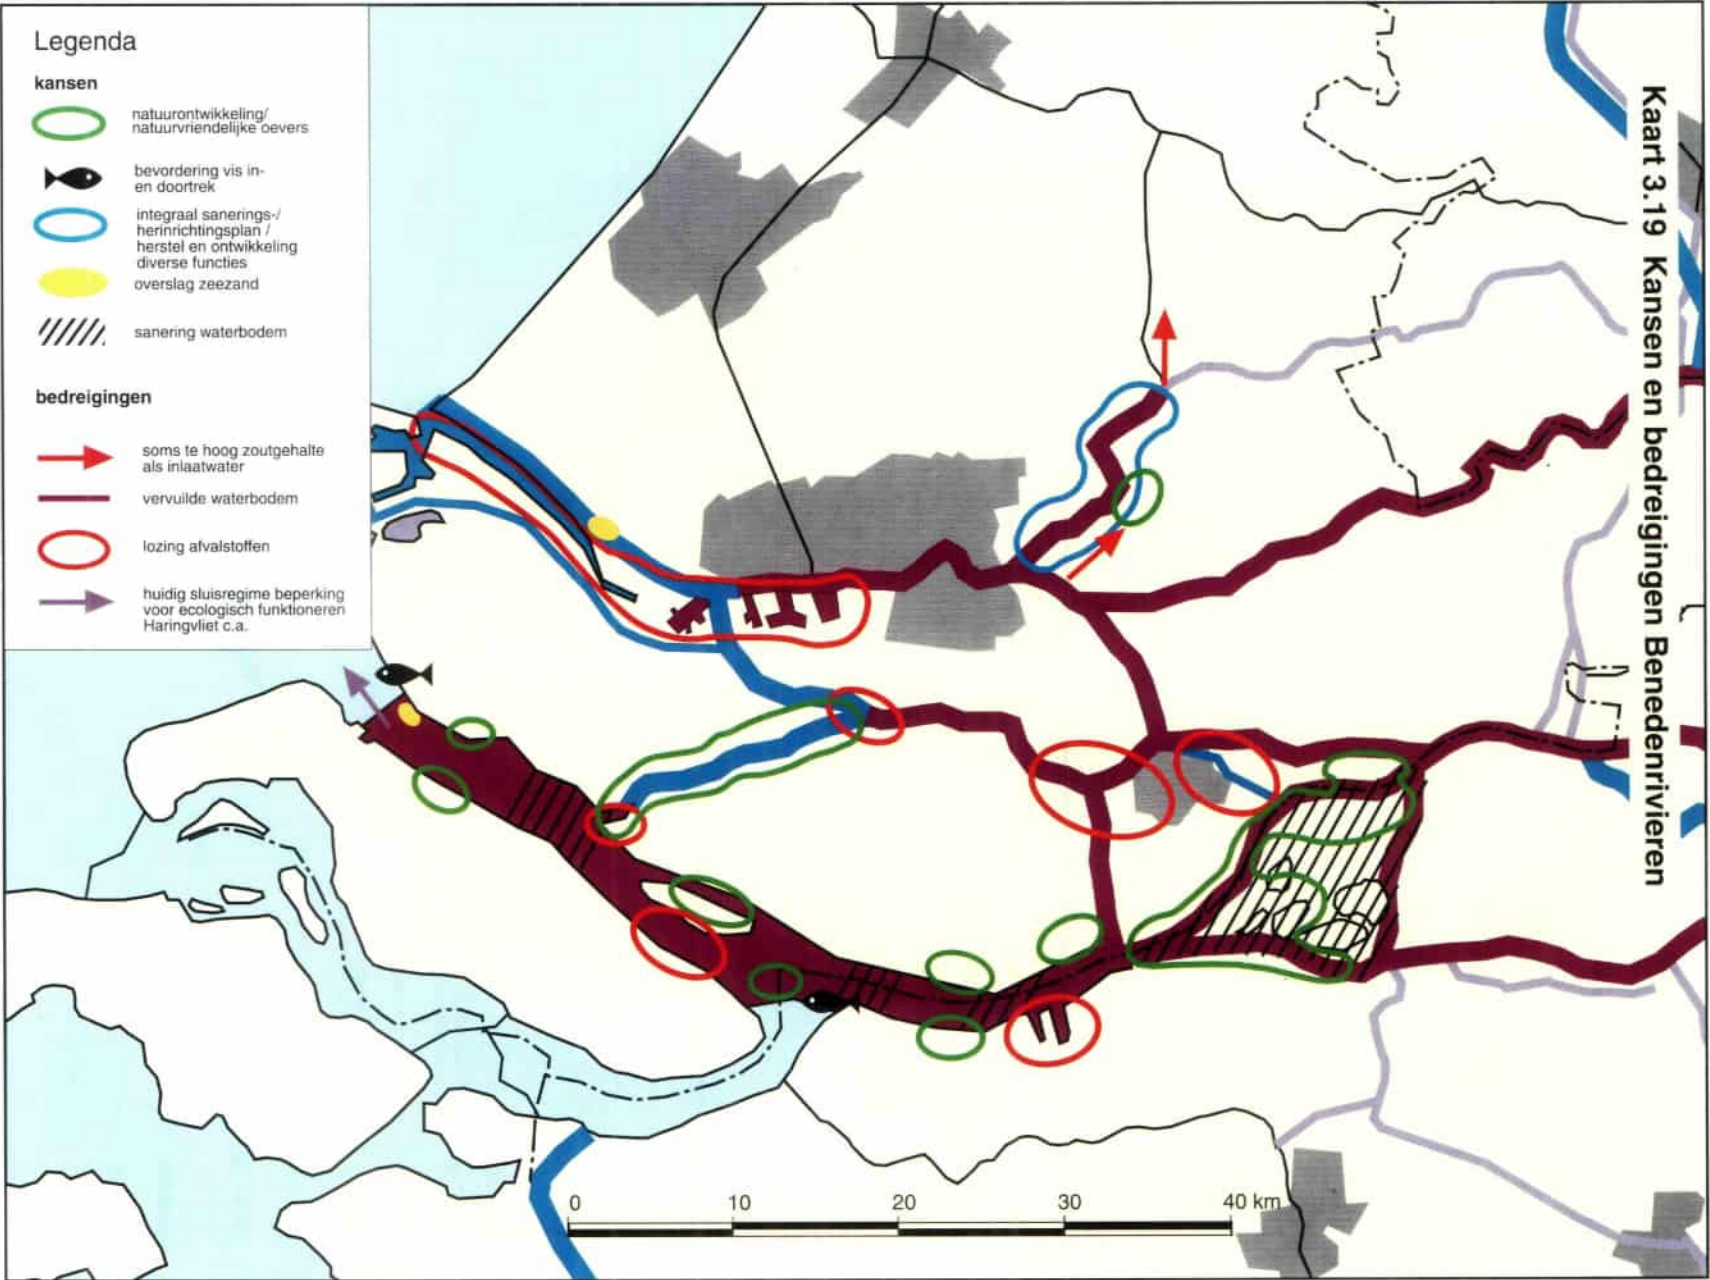 Legenda
kansen
natuurontwikkeling/
natuurvriendelijke oevers
bevordering vis in-
en doortrek
integraal sanerings-/
herinrichtingsplan /
herstel en ontwikkeling
diverse functies
overslag zeezand
sanering waterbodem
bedreigingen
soms te hoog zoutgehalte
als inlaatwater
vervuilde waterbodem
lozing afvalstoffen
huidig sluisregime beperking
voor ecologisch funktioneren
Haringvliet c.a.
Kaart 3.19 Kansen en bedreigingen Benedenrivieren
0 10 20 30 40 km